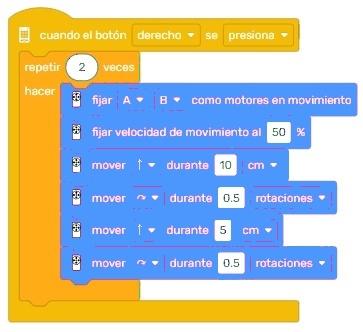 cuando el botón derecho se presiona
repetir 2 veces
hacer
fijar A B como motores en movimiento
fijar velocidad de movimiento al 50 %
mover ↑ durante 10 cm
mover ↷ durante 0.5 rotaciones
mover ↑ durante 5 cm
mover ↷ durante 0.5 rotaciones